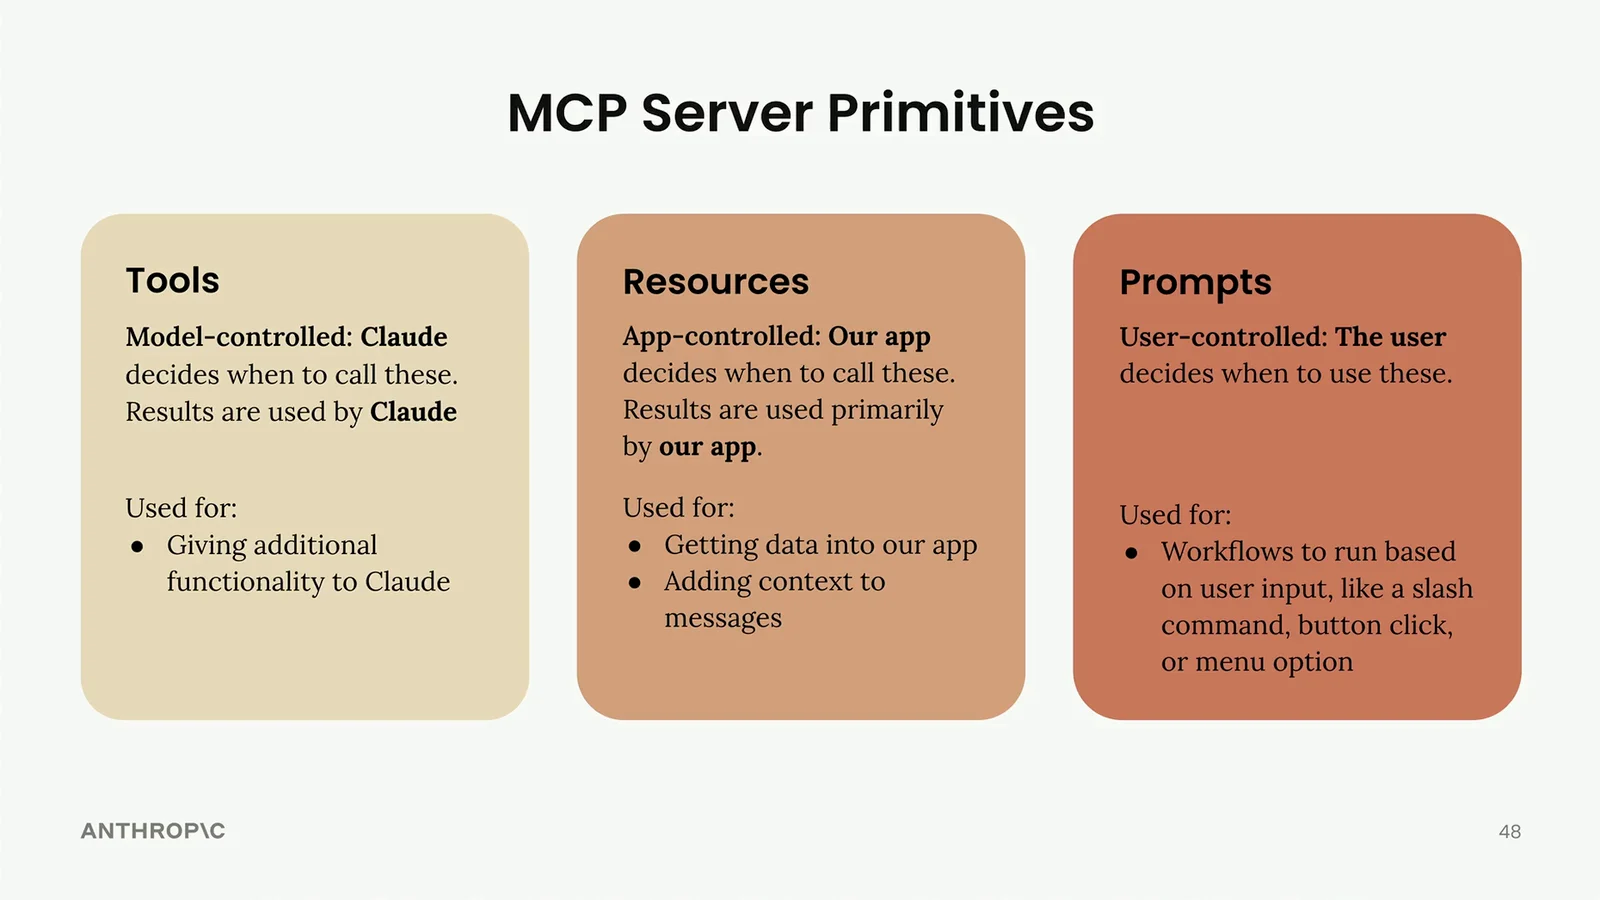 MCP Server Primitives
Tools
Model-controlled: Claude
decides when to call these.
Results are used by Claude
Used for:
● Giving additional
functionality to Claude
Resources
App-controlled: Our app
decides when to call these.
Results are used primarily
by our app.
Used for:
● Getting data into our app
● Adding context to
messages
Prompts
User-controlled: The user
decides when to use these.
Used for:
● Workflows to run based
on user input, like a slash
command, button click,
or menu option
ANTHROP\C
48